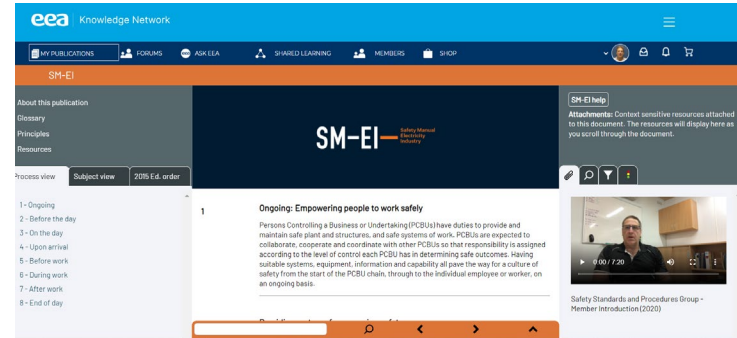 eea Knowledge Network
MY PUBLICATIONS FORUMS ASK EEA SHARED LEARNING MEMBERS SHOP
SM-EI
About this publication
Glossary
Principles
Resources
Process view Subject view 2015 Ed. order
1 - Ongoing
2 - Before the day
3 - On the day
4 - Upon arrival
5 - Before work
6 - During work
7 - After work
8 - End of day
SM-EI— Safety Manual
Electricity
Industry
1 Ongoing: Empowering people to work safely
Persons Controlling a Business or Undertaking (PCBUs) have duties to provide and
maintain safe plant and structures, and safe systems of work. PCBUs are expected to
collaborate, cooperate and coordinate with other PCBUs so that responsibility is assigned
according to the level of control each PCBU has in determining safe outcomes. Having
suitable systems, equipment, information and capability all pave the way for a culture of
safety from the start of the PCBU chain, through to the individual employee or worker, on
an ongoing basis.
SM-EI help
Attachments: Context sensitive resources attached
to this document. The resources will display here as
you scroll through the document.
0:00 / 7:20
Safety Standards and Procedures Group -
Member Introduction (2020)